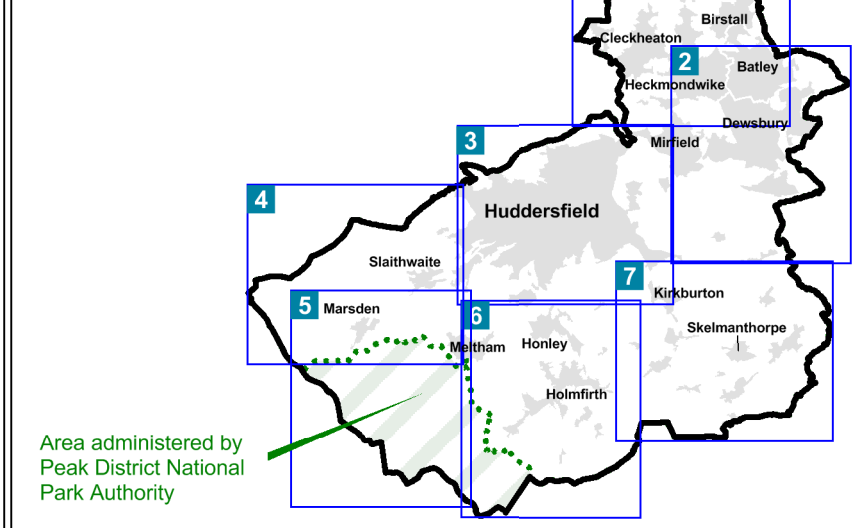 Birstall
Cleckheaton
2
Batley
Heckmondwike
Dewsbury
3
Mirfield
4
Huddersfield
Slaithwaite
7
Kirkburton
5
Marsden
6
Skelmanthorpe
Meltham
Honley
Holmfirth
Area administered by
Peak District National
Park Authority